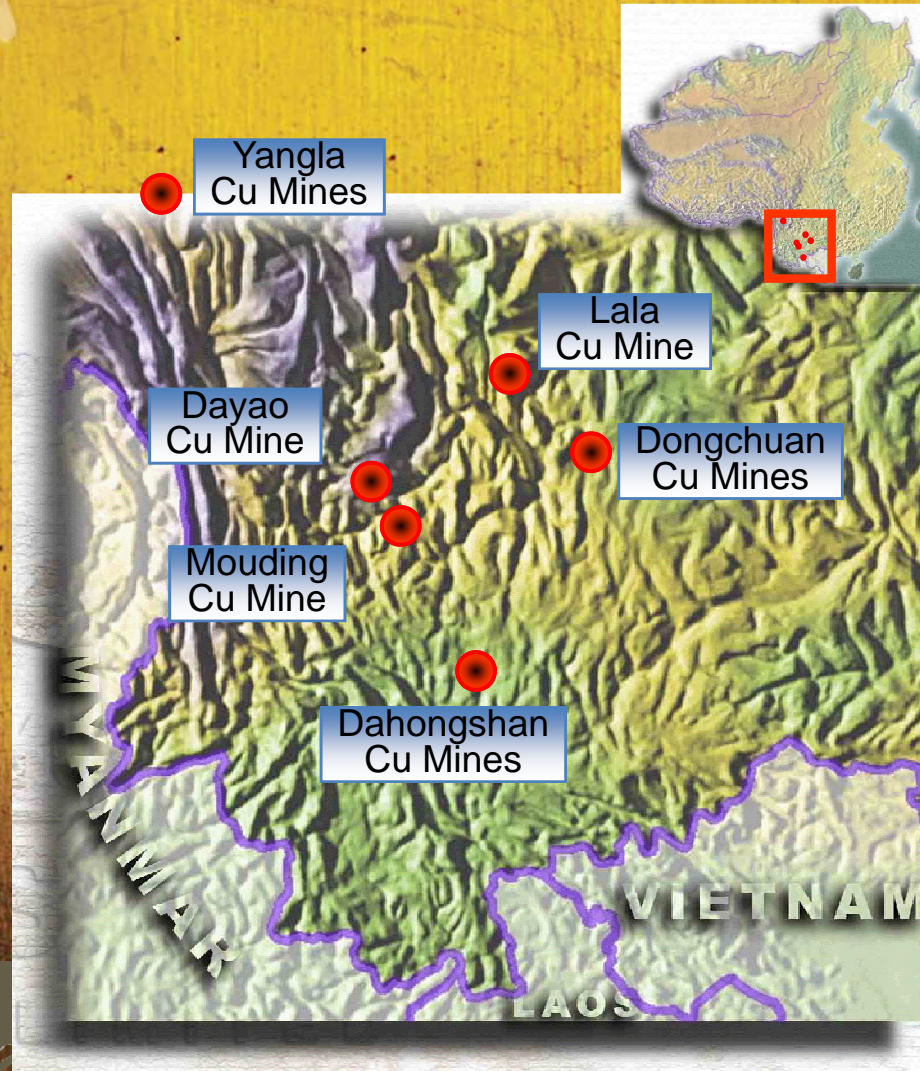 Yangla
Cu Mines
Lala
Cu Mine
Dayao
Cu Mine
Dongchuan
Cu Mines
Mouding
Cu Mine
Dahongshan
Cu Mines
MYANMAR
VIETNAM
LAOS